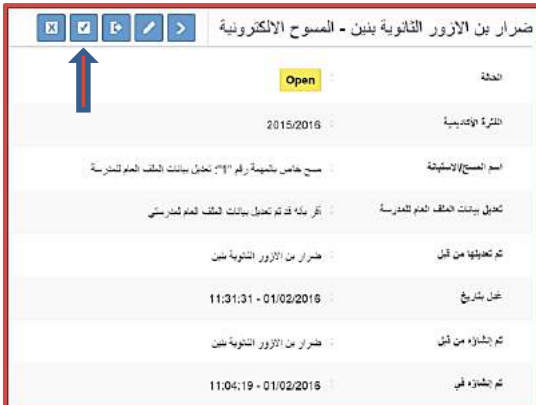 ضرار بن الازور الثانوية بنين - المسوح الالكترونية
الحالة : Open
الفترة الأكاديمية : 2015/2016
اسم المسح/الاستبانة : مسح خاص بالمهمة رقم "1": تعديل بيانات الملف العام للمدرسة
تعديل بيانات الملف العام للمدرسة : أقر بأنه قد تم تعديل بيانات الملف العام لمدرستي
تم تعديلها من قبل : ضرار بن الازور الثانوية بنين
عدل بتاريخ : 01/02/2016 - 11:31:31
تم إنشاؤه من قبل : ضرار بن الازور الثانوية بنين
تم إنشاؤه في : 01/02/2016 - 11:04:19